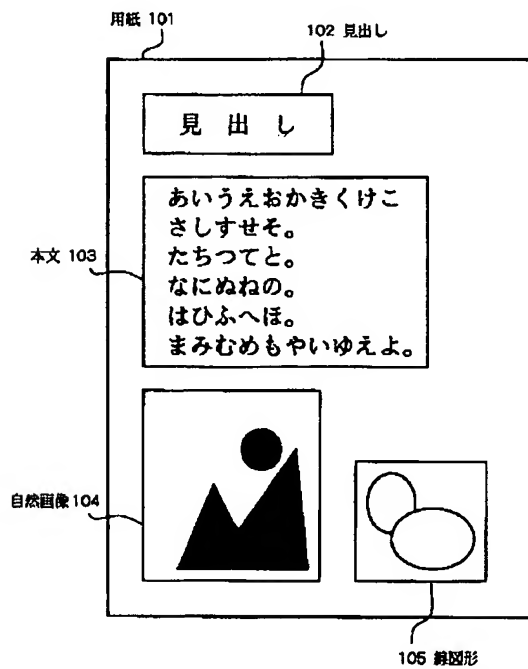 用紙 101
102 見出し
見出し
あいうえおかきくけこ
さしすせそ。
たちつてと。
本文 103
なにぬねの。
はひふへほ。
まみむめもやいゆえよ。
自然画像 104
105 線図形